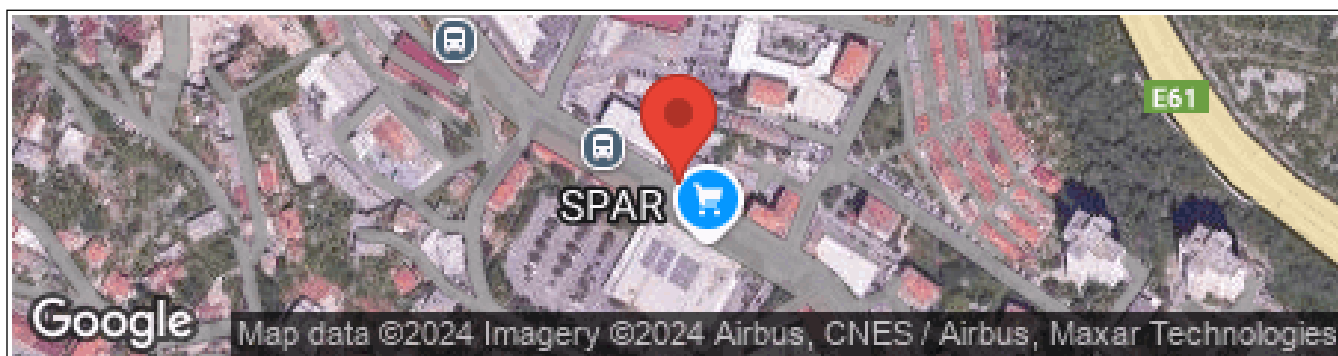 E61
SPAR
Google
Map data ©2024 Imagery ©2024 Airbus, CNES / Airbus, Maxar Technologies